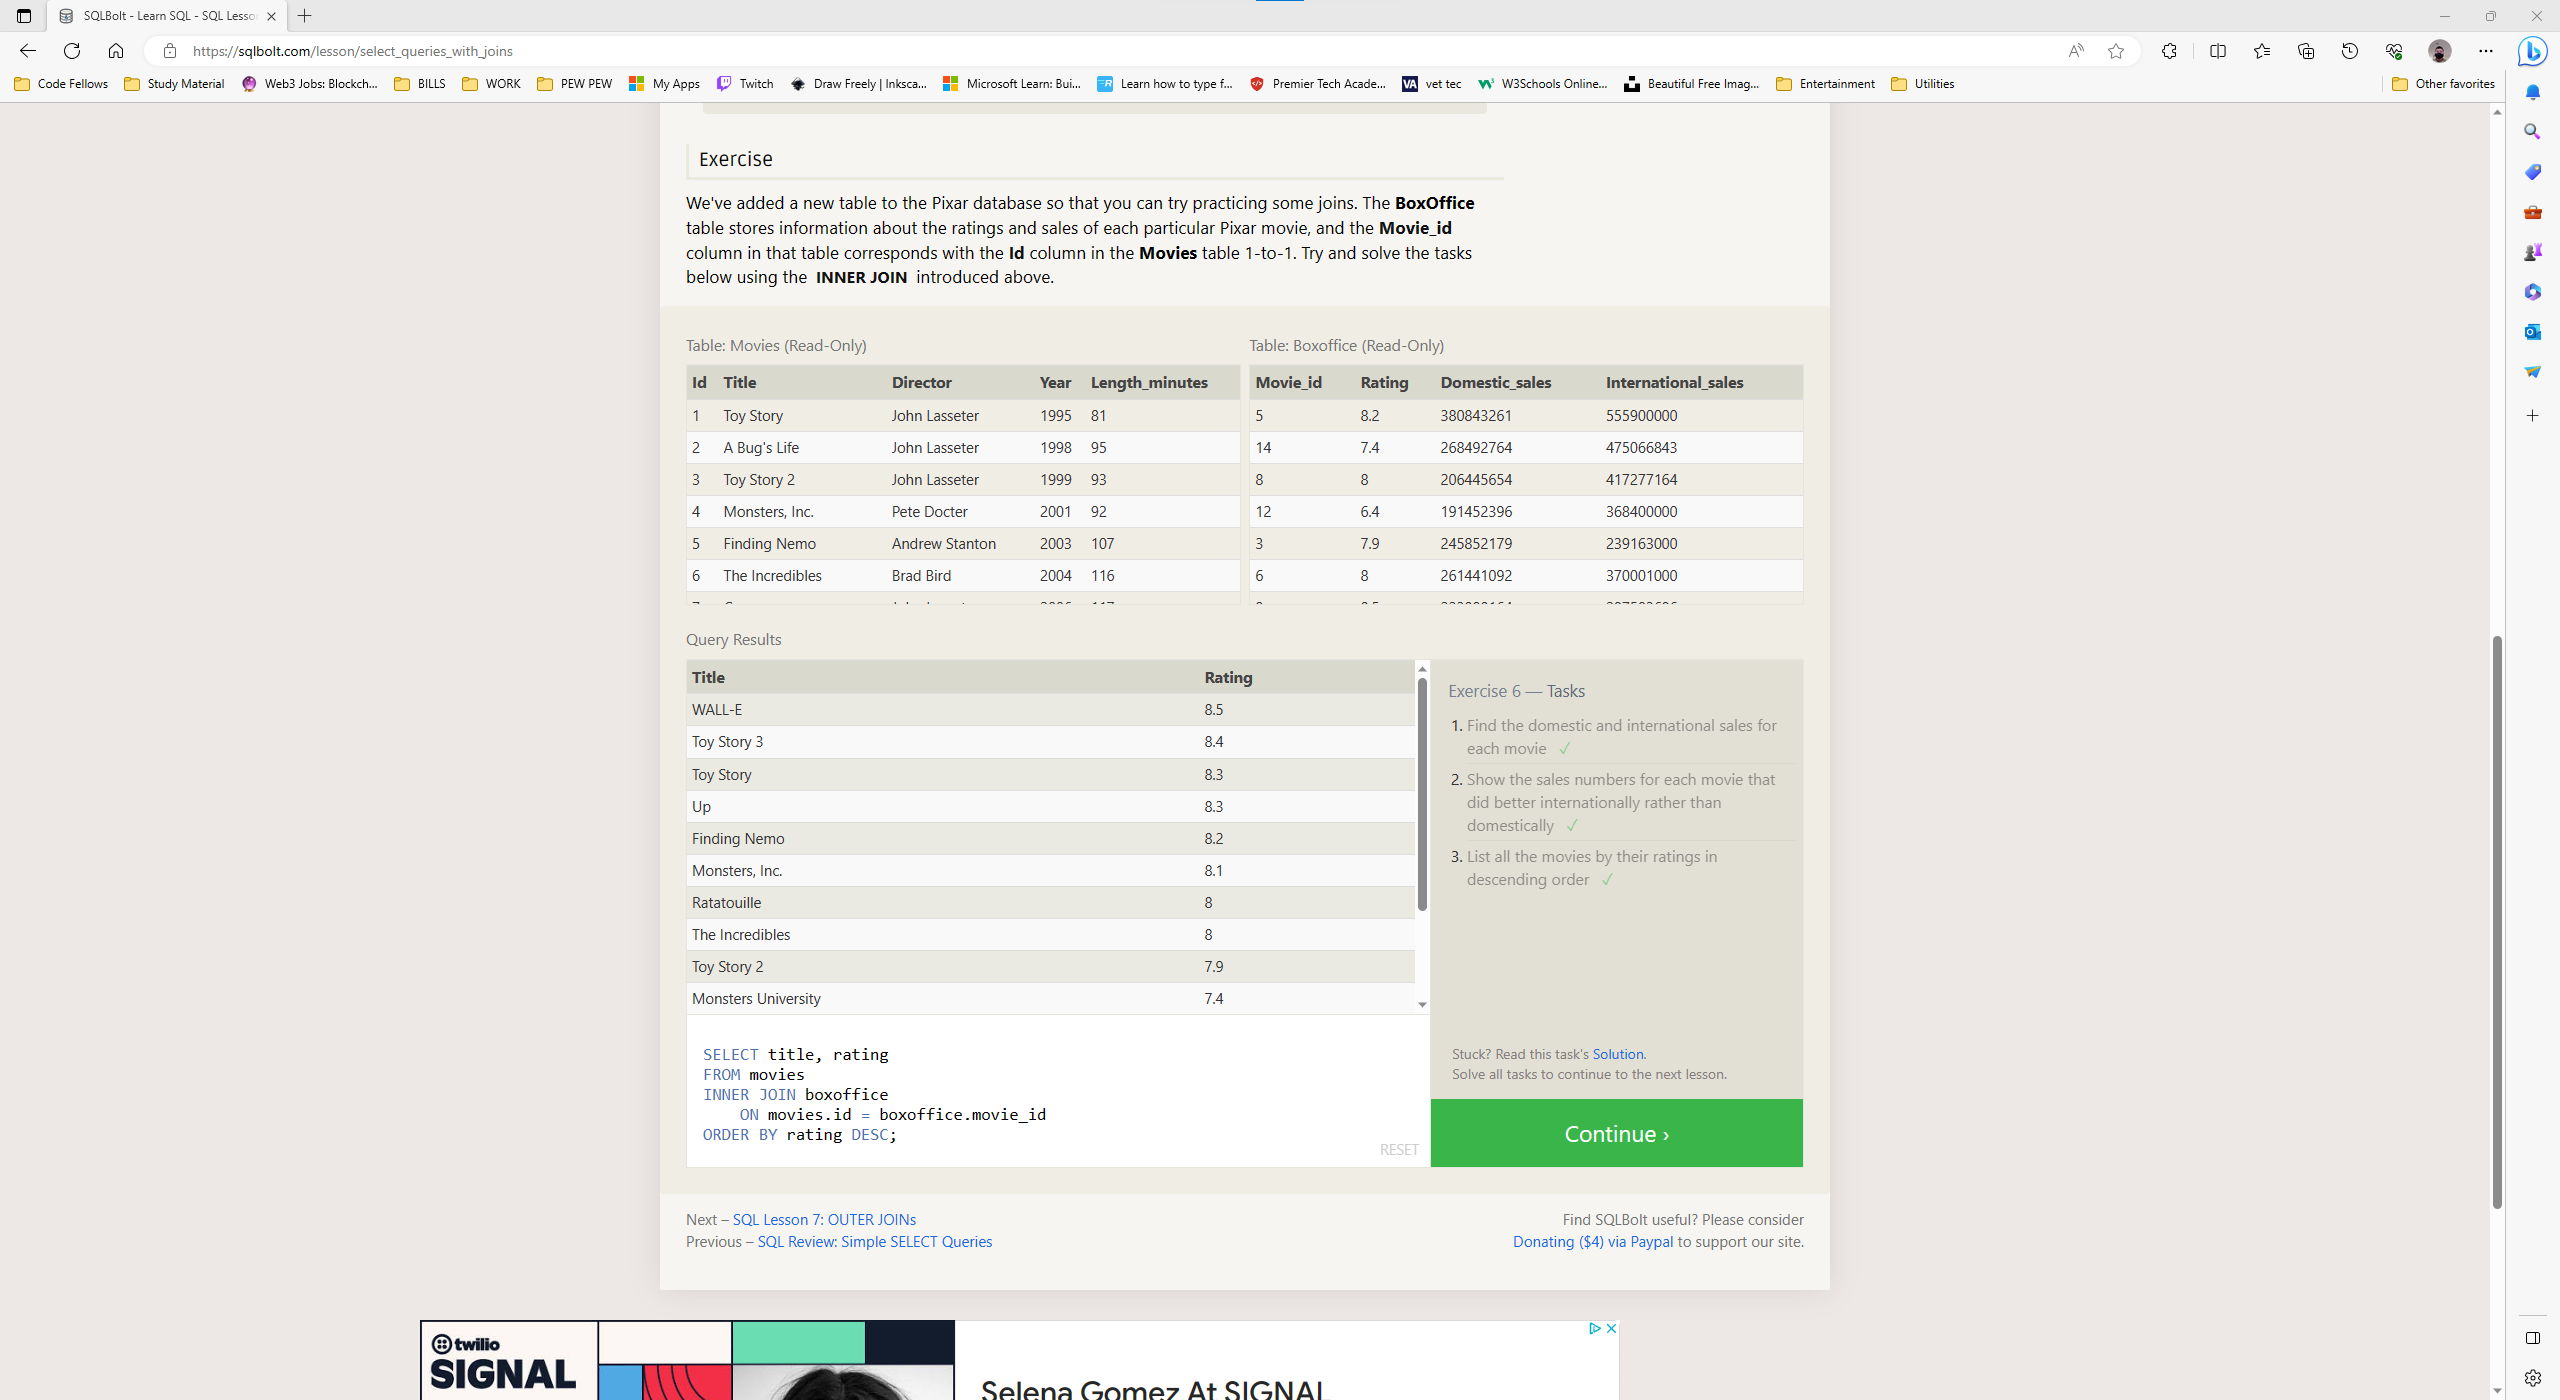 SQLBolt - Learn SQL - SQL Lesso
https://sqlbolt.com/lesson/select_queries_with_joins
Code Fellows
Study Material
Web3 Jobs: Blockch...
BILLS
WORK
PEW PEW
My Apps
Twitch
Draw Freely | Inksca...
Microsoft Learn: Bui...
Learn how to type f...
Premier Tech Acade...
vet tec
W3Schools Online...
Beautiful Free Imag...
Entertainment
Utilities
Other favorites
Exercise
We've added a new table to the Pixar database so that you can try practicing some joins. The BoxOffice
table stores information about the ratings and sales of each particular Pixar movie, and the Movie_id
column in that table corresponds with the Id column in the Movies table 1-to-1. Try and solve the tasks
below using the INNER JOIN introduced above.
Table: Movies (Read-Only)
Id Title Director Year Length_minutes
1 Toy Story John Lasseter 1995 81
2 A Bug's Life John Lasseter 1998 95
3 Toy Story 2 John Lasseter 1999 93
4 Monsters, Inc. Pete Docter 2001 92
5 Finding Nemo Andrew Stanton 2003 107
6 The Incredibles Brad Bird 2004 116
Table: Boxoffice (Read-Only)
Movie_id Rating Domestic_sales International_sales
5 8.2 380843261 555900000
14 7.4 268492764 475066843
8 8 206445654 417277164
12 6.4 191452396 368400000
3 7.9 245852179 239163000
6 8 261441092 370001000
Query Results
Title Rating
WALL-E 8.5
Toy Story 3 8.4
Toy Story 8.3
Up 8.3
Finding Nemo 8.2
Monsters, Inc. 8.1
Ratatouille 8
The Incredibles 8
Toy Story 2 7.9
Monsters University 7.4
SELECT title, rating
FROM movies
INNER JOIN boxoffice
ON movies.id = boxoffice.movie_id
ORDER BY rating DESC;
RESET
Exercise 6 — Tasks
1. Find the domestic and international sales for
each movie ✓
2. Show the sales numbers for each movie that
did better internationally rather than
domestically ✓
3. List all the movies by their ratings in
descending order ✓
Stuck? Read this task's Solution.
Solve all tasks to continue to the next lesson.
Continue ›
Next – SQL Lesson 7: OUTER JOINs
Previous – SQL Review: Simple SELECT Queries
Find SQLBolt useful? Please consider
Donating ($4) via Paypal to support our site.
twilio
SIGNAL
Selena Gomez At SIGNAL